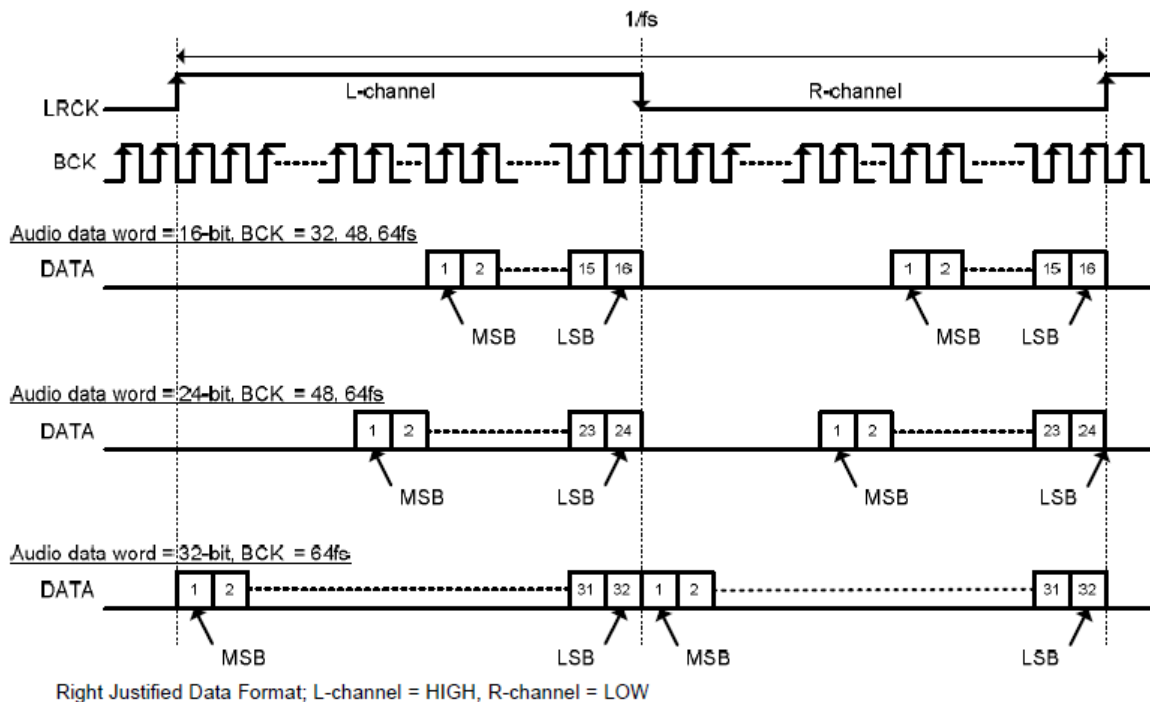 1/fs
LRCK L-channel R-channel
BCK
Audio data word = 16-bit, BCK = 32, 48, 64fs
DATA 1 2 15 16 1 2 15 16
MSB LSB MSB LSB
Audio data word = 24-bit, BCK = 48, 64fs
DATA 1 2 23 24 1 2 23 24
MSB LSB MSB LSB
Audio data word = 32-bit, BCK = 64fs
DATA 1 2 31 32 1 2 31 32
MSB LSB MSB LSB
Right Justified Data Format; L-channel = HIGH, R-channel = LOW